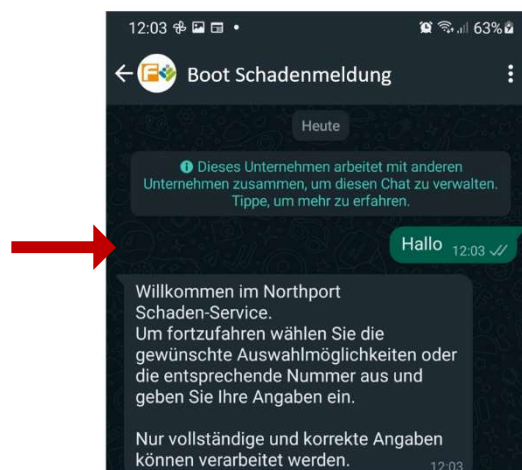 12:03 63%
Boot Schadenmeldung
Heute
Dieses Unternehmen arbeitet mit anderen
Unternehmen zusammen, um diesen Chat zu verwalten.
Tippe, um mehr zu erfahren.
Hallo 12:03
Willkommen im Northport
Schaden-Service.
Um fortzufahren wählen Sie die
gewünschte Auswahlmöglichkeiten oder
die entsprechende Nummer aus und
geben Sie Ihre Angaben ein.
Nur vollständige und korrekte Angaben
können verarbeitet werden. 12:03